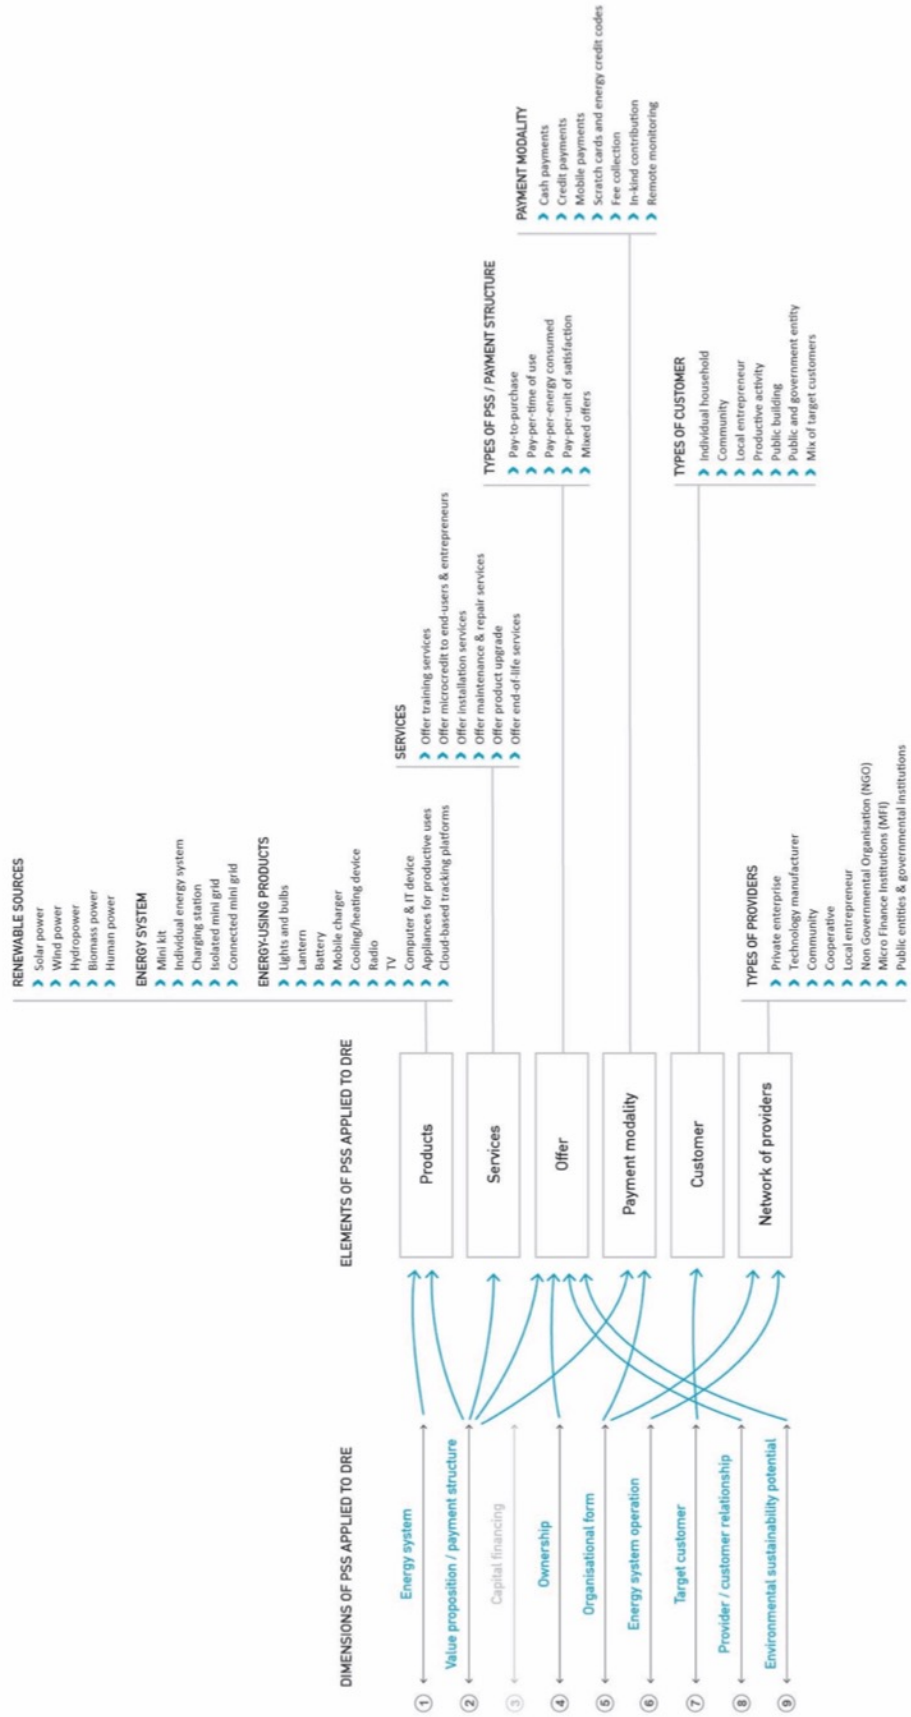 DIMENSIONS OF PSS APPLIED TO DRE
1
Energy system
2
Value proposition / payment structure
3
Capital financing
4
Ownership
5
Organisational form
6
Energy system operation
7
Target customer
8
Provider / customer relationship
9
Environmental sustainability potential
ELEMENTS OF PSS APPLIED TO DRE
Products
Services
Offer
Payment modality
Customer
Network of providers
RENEWABLE SOURCES
Solar power
Wind power
Hydropower
Biomass power
Human power
ENERGY SYSTEM
Mini kit
Individual energy system
Charging station
Isolated mini grid
Connected mini grid
ENERGY-USING PRODUCTS
Lights and bulbs
Lantern
Battery
Mobile charger
Cooling/heating device
Radio
TV
Computer & IT device
Appliances for productive uses
Cloud-based tracking platforms
SERVICES
Offer training services
Offer microcredit to end-users & entrepreneurs
Offer installation services
Offer maintenance & repair services
Offer product upgrade
Offer end-of-life services
TYPES OF PSS / PAYMENT STRUCTURE
Pay-to-purchase
Pay-per-time of use
Pay-per-energy consumed
Pay-per-unit of satisfaction
Mixed offers
PAYMENT MODALITY
Cash payments
Credit payments
Mobile payments
Scratch cards and energy credit codes
Fee collection
In-kind contribution
Remote monitoring
TYPES OF CUSTOMER
Individual household
Community
Local entrepreneur
Productive activity
Public building
Public and government entity
Mix of target customers
TYPES OF PROVIDERS
Private enterprise
Technology manufacturer
Community
Cooperative
Local entrepreneur
Non Governmental Organisation (NGO)
Micro Finance Institutions (MFI)
Public entities & governmental institutions